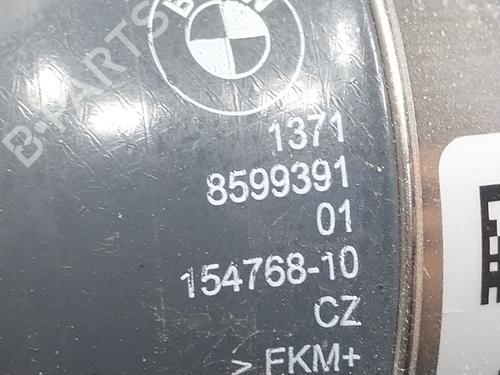 B-PARTS
BMW
1371
8599391
01
154768-10
CZ
> FKM+